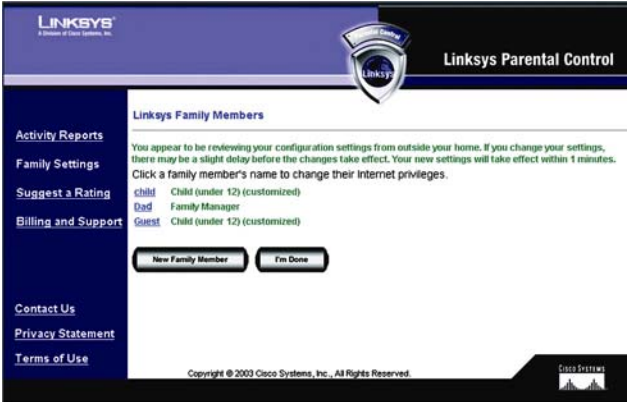 LINKSYS®
A Division of Cisco Systems, Inc.
Parental Control
Linksys
Linksys Parental Control
Activity Reports
Family Settings
Suggest a Rating
Billing and Support
Contact Us
Privacy Statement
Terms of Use
Linksys Family Members
You appear to be reviewing your configuration settings from outside your home. If you change your settings,
there may be a slight delay before the changes take effect. Your new settings will take effect within 1 minutes.
Click a family member's name to change their Internet privileges.
child Child (under 12) (customized)
Dad Family Manager
Guest Child (under 12) (customized)
New Family Member I'm Done
Copyright © 2003 Cisco Systems, Inc., All Rights Reserved.
CISCO SYSTEMS